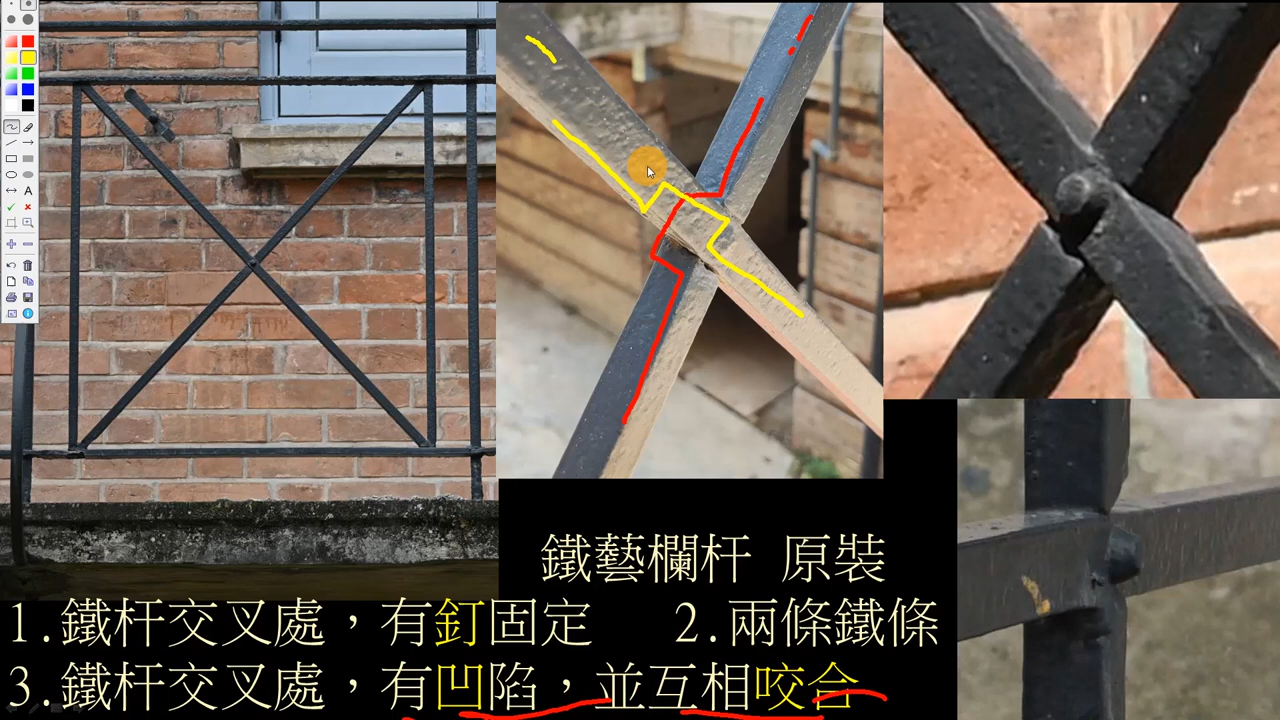 鐵藝欄杆 原裝
1.鐵杆交叉處，有釘固定 2.兩條鐵條
3.鐵杆交叉處，有凹陷，並互相咬合